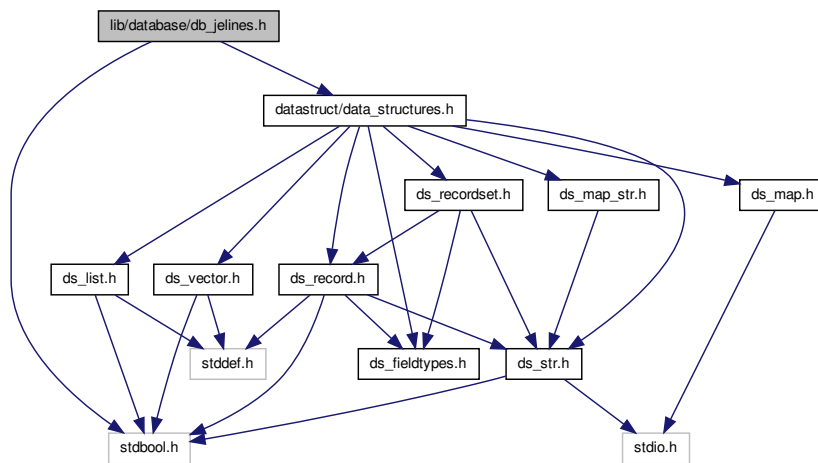 lib/database/db_jelines.h
datastruct/data_structures.h
ds_recordset.h
ds_map_str.h
ds_map.h
ds_list.h
ds_vector.h
ds_record.h
stddef.h
ds_fieldtypes.h
ds_str.h
stdbool.h
stdio.h